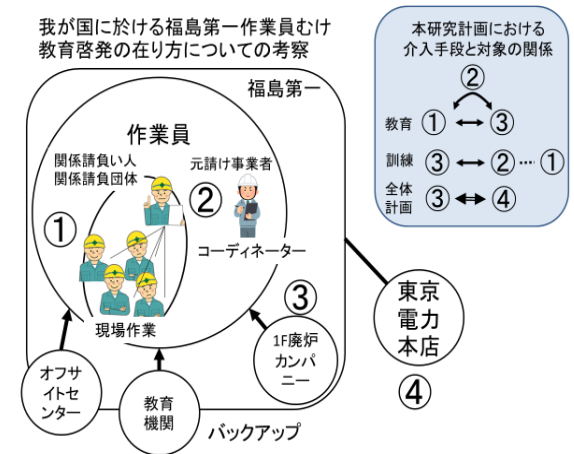 我が国に於ける福島第一作業員むけ
教育啓発の在り方についての考察
福島第一
作業員
関係請負い人
関係請負団体
元請け事業者
①
②
コーディネーター
現場作業
③
1F廃炉
カンパ
ニー
オフサ
イトセ
ンター
教育
機関
バックアップ
東京
電力
本店
④
本研究計画における
介入手段と対象の関係
②
教育 ① ↔ ③
訓練 ③ ↔ ② … ①
全体
計画 ③ ⇔ ④